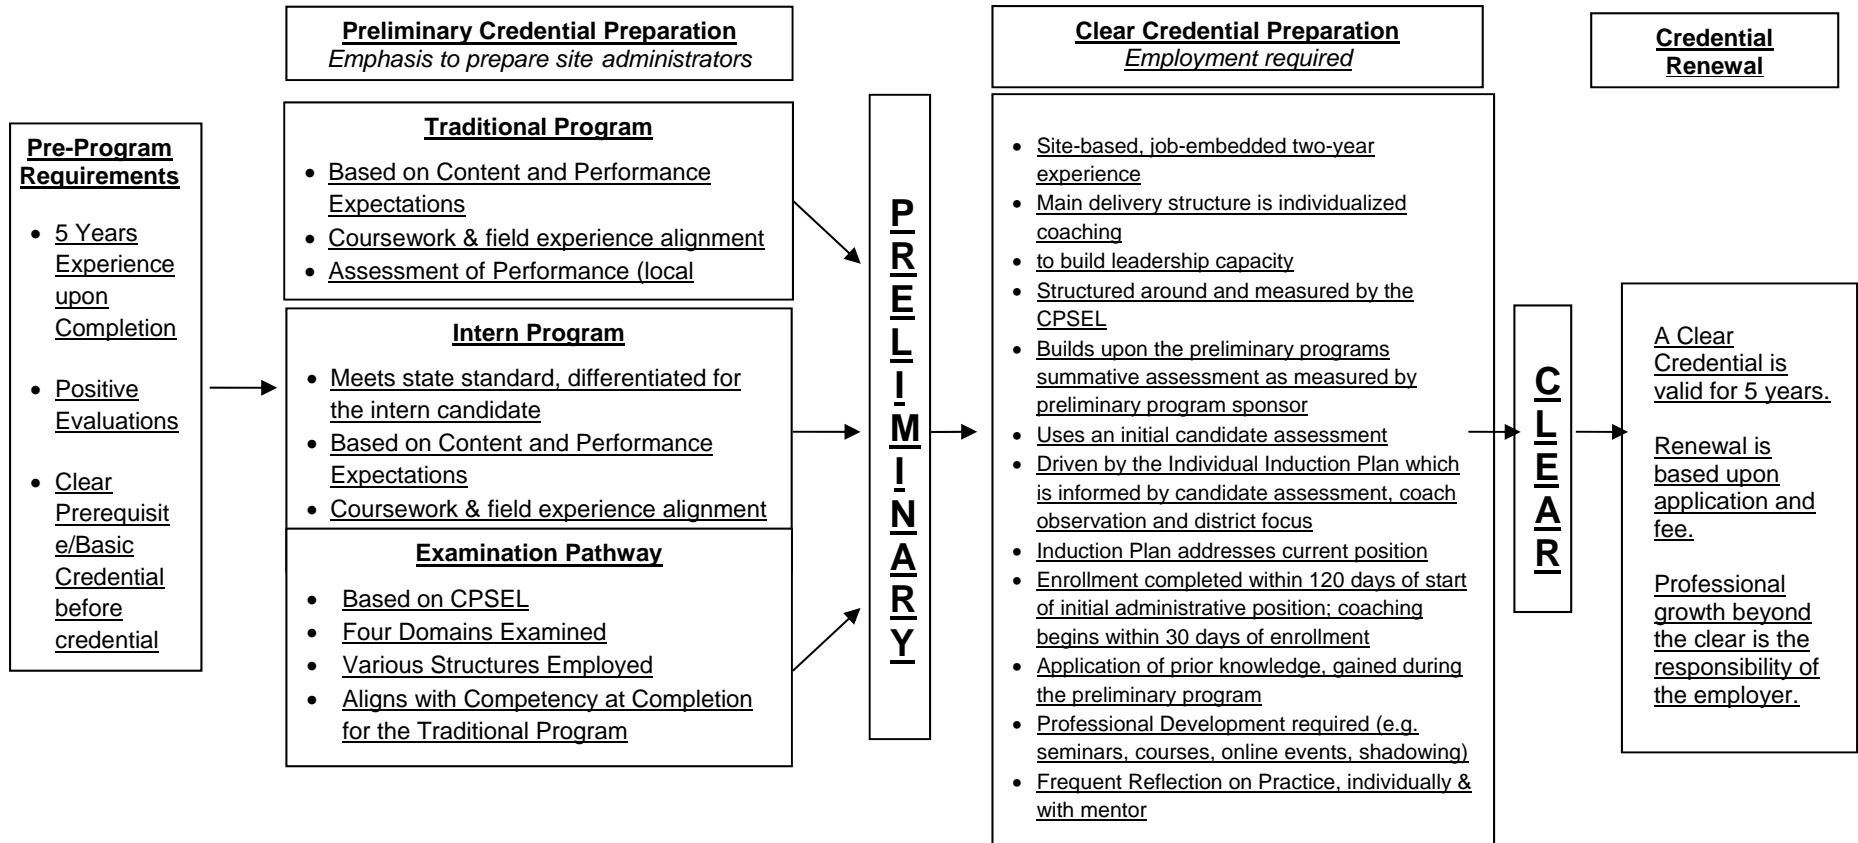 Preliminary Credential Preparation
Emphasis to prepare site administrators
Clear Credential Preparation
Employment required
Credential
Renewal
Pre-Program
Requirements
• 5 Years
Experience
upon
Completion
• Positive
Evaluations
• Clear
Prerequisit
e/Basic
Credential
before
credential
Traditional Program
• Based on Content and Performance
Expectations
• Coursework & field experience alignment
• Assessment of Performance (local
Intern Program
• Meets state standard, differentiated for
the intern candidate
• Based on Content and Performance
Expectations
• Coursework & field experience alignment
Examination Pathway
• Based on CPSEL
• Four Domains Examined
• Various Structures Employed
• Aligns with Competency at Completion
for the Traditional Program
P
R
E
L
I
M
I
N
A
R
Y
• Site-based, job-embedded two-year
experience
• Main delivery structure is individualized
coaching
• to build leadership capacity
• Structured around and measured by the
CPSEL
• Builds upon the preliminary programs
summative assessment as measured by
preliminary program sponsor
• Uses an initial candidate assessment
• Driven by the Individual Induction Plan which
is informed by candidate assessment, coach
observation and district focus
• Induction Plan addresses current position
• Enrollment completed within 120 days of start
of initial administrative position; coaching
begins within 30 days of enrollment
• Application of prior knowledge, gained during
the preliminary program
• Professional Development required (e.g.
seminars, courses, online events, shadowing)
• Frequent Reflection on Practice, individually &
with mentor
C
L
E
A
R
A Clear
Credential is
valid for 5 years.
Renewal is
based upon
application and
fee.
Professional
growth beyond
the clear is the
responsibility of
the employer.